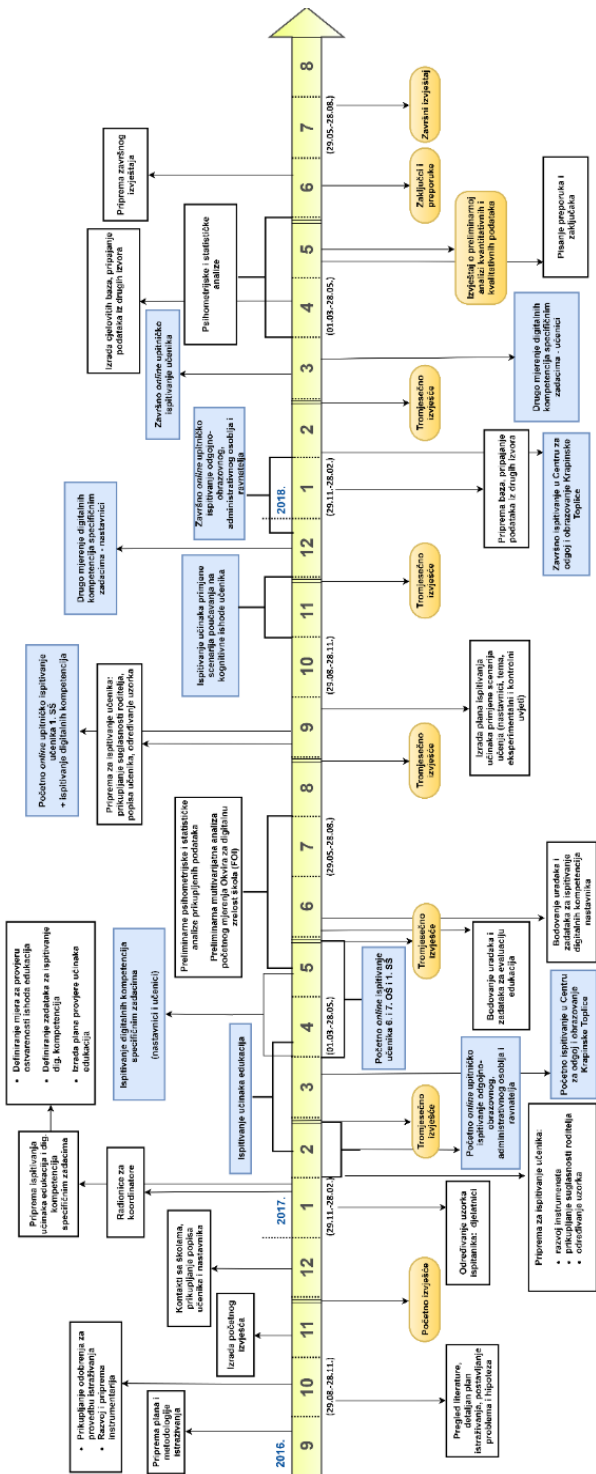 Priprema plana i
metodologije
istraživanja
• Prikupljanje odobrenja za
provedbu istraživanja
• Razvoj i priprema
instrumentarija
Izrada početnog
izvješća
Kontakti sa školama,
prikupljanje popisa
učenika i nastavnika
Radionice za
koordinatore
Priprema ispitivanja
učinaka edukacija i dig.
kompetencija
specifičnim zadacima
• Definiranje mjera za provjeru
ostvarenosti ishoda edukacija
• Definiranje zadataka za ispitivanje
dig. kompetencija
• Izrada plana provjere učinaka
edukacija
Ispitivanje učinaka edukacija
Ispitivanje digitalnih kompetencija
specifičnim zadacima
(nastavnici i učenici)
Preliminarne psihometrijske i statističke
analize prikupljenih podataka
Preliminarna multivarijatna analiza
početnog mjerenja Okvira za digitalnu
zrelost škola (FOI)
Početno online upitničko ispitivanje
učenika 1. SŠ
+ ispitivanje digitalnih kompetencija
Priprema za ispitivanje učenika:
prikupljanje suglasnosti roditelja,
popisa učenika, određivanje uzorka
Ispitivanje učinaka primjene
scenarija poučavanja na
kognitivne ishode učenika
Drugo mjerenje digitalnih
kompetencija specifičnim
zadacima - nastavnici
Završno online upitničko
ispitivanje odgojno-
obrazovnog,
administrativnog osoblja i
ravnatelja
Završno online upitničko
ispitivanje učenika
Izrada cjelovitih baza, pripajanje
podataka iz drugih izvora
Psihometrijske i statističke
analize
Priprema završnog
izvještaja
2016.
2017.
2018.
9 10 11 12 1 2 3 4 5 6 7 8 9 10 11 12 1 2 3 4 5 6 7 8
(29.08.-28.11.)
(29.11.-28.02.)
(01.03.-28.05.)
(29.05.-28.08.)
(29.08.-28.11.)
(29.11.-28.02.)
(01.03.-28.05.)
(29.05.-28.08.)
Pregled literature,
detaljan plan
istraživanja, postavljanje
problema i hipoteza
Početno izvješće
Određivanje uzorka
ispitanika: djelatnici
Priprema za ispitivanje učenika:
• razvoj instrumenata
• prikupljanje suglasnosti roditelja
• određivanje uzorka
Tromjesečno
izvješće
Početno online upitničko
ispitivanje odgojno-
obrazovnog,
administrativnog osoblja i
ravnatelja
Početno ispitivanje u Centru
za odgoj i obrazovanje
Krapinske Toplice
Početno online ispitivanje
učenika 6. i 7. OŠ i 1. SŠ
Tromjesečno
izvješće
Bodovanje uradaka i
zadataka za evaluaciju
edukacija
Bodovanje uradaka i
zadataka za ispitivanje
digitalnih kompetencija
nastavnika
Tromjesečno
izvješće
Izrada plana ispitivanja
učinaka primjene scenarija
učenja (nastavnici, tema,
eksperimentalni i kontrolni
uvjeti)
Tromjesečno
izvješće
Priprema baza, pripajanje
podataka iz drugih izvora
Završno ispitivanje u Centru za
odgoj i obrazovanje Krapinske
Toplice
Tromjesečno
izvješće
Drugo mjerenje digitalnih
kompetencija specifičnim
zadacima - učenici
Izvještaj o preliminarnoj
analizi kvantitativnih i
kvalitativnih podataka
Pisanje preporuka i
zaključaka
Zaključci i
preporuke
Završni izvještaj